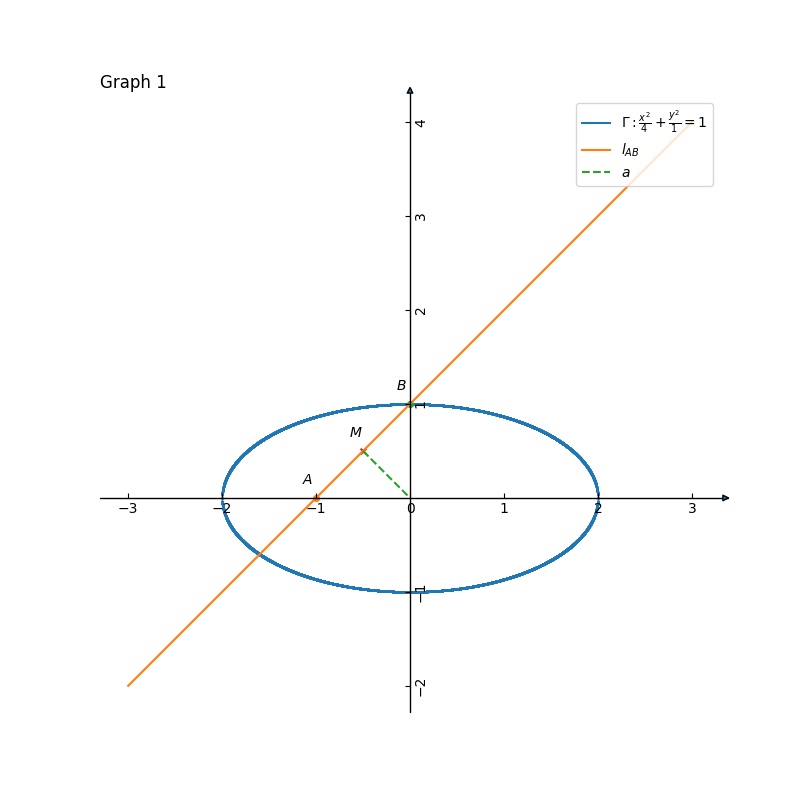 Graph 1
Γ: x²/4 + y²/1 = 1
l_AB
a
4
3
2
B
1
M
A
−3 −2 −1 0 1 2 3
−1
−2